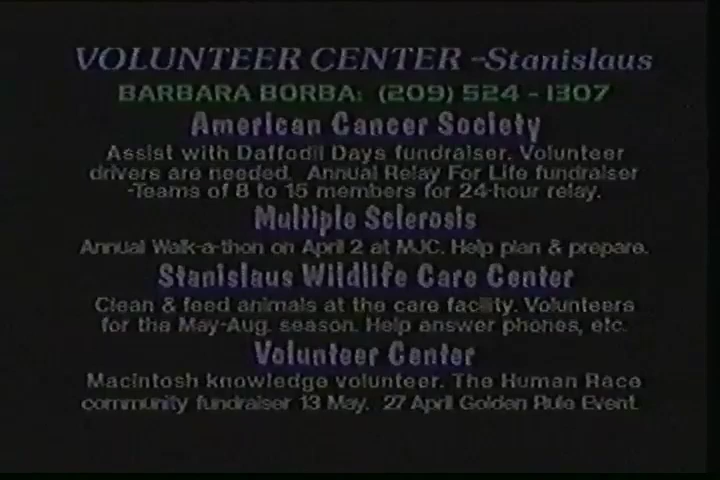 VOLUNTEER CENTER -Stanislaus
BARBARA BORBA: (209) 524 - 1307
American Cancer Society
Assist with Daffodil Days fundraiser. Volunteer
drivers are needed. Annual Relay For Life fundraiser
-Teams of 8 to 15 members for 24-hour relay.
Multiple Sclerosis
Annual Walk-a-thon on April 2 at MJC. Help plan & prepare.
Stanislaus Wildlife Care Center
Clean & feed animals at the care facility. Volunteers
for the May-Aug. season. Help answer phones, etc.
Volunteer Center
Macintosh knowledge volunteer. The Human Race
community fundraiser 13 May. 27 April Golden Rule Event.